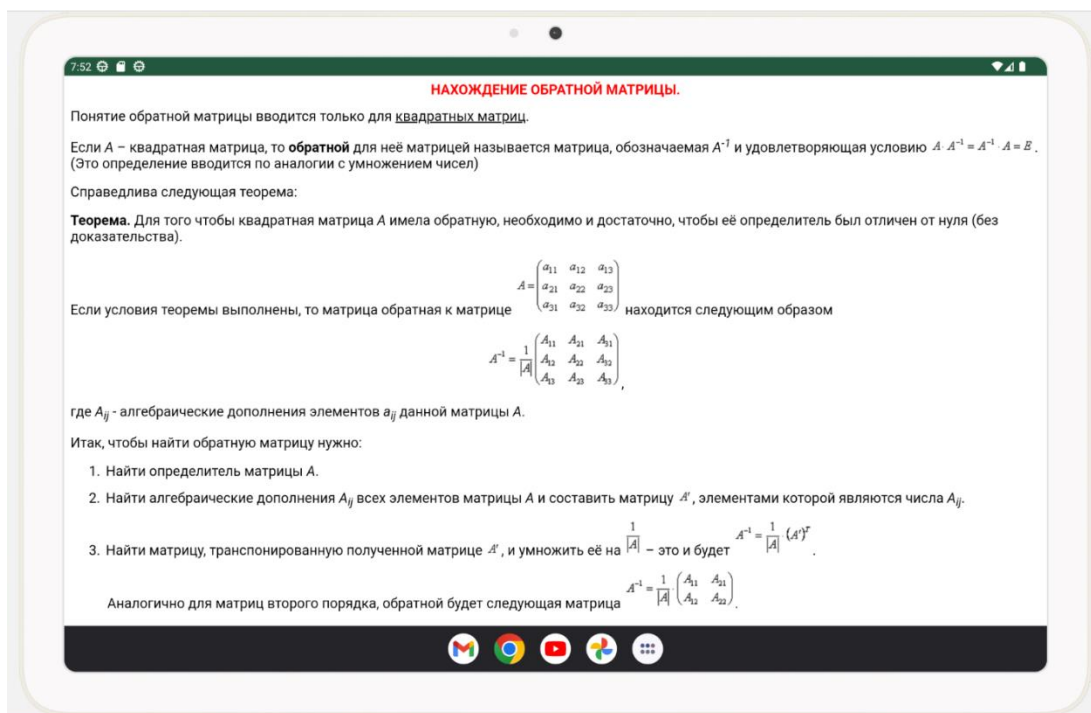 7:52
НАХОЖДЕНИЕ ОБРАТНОЙ МАТРИЦЫ.
Понятие обратной матрицы вводится только для квадратных матриц.
Если A – квадратная матрица, то обратной для неё матрицей называется матрица, обозначаемая A⁻¹ и удовлетворяющая условию A · A⁻¹ = A⁻¹ · A = E .
(Это определение вводится по аналогии с умножением чисел)
Справедлива следующая теорема:
Теорема. Для того чтобы квадратная матрица A имела обратную, необходимо и достаточно, чтобы её определитель был отличен от нуля (без
доказательства).
Если условия теоремы выполнены, то матрица обратная к матрице A = (a₁₁ a₁₂ a₁₃
a₂₁ a₂₂ a₂₃
a₃₁ a₃₂ a₃₃) находится следующим образом
A⁻¹ = 1/|A| (A₁₁ A₂₁ A₃₁
A₁₂ A₂₂ A₃₂
A₁₃ A₂₃ A₃₃) ,
где Aᵢⱼ - алгебраические дополнения элементов aᵢⱼ данной матрицы A.
Итак, чтобы найти обратную матрицу нужно:
1. Найти определитель матрицы A.
2. Найти алгебраические дополнения Aᵢⱼ всех элементов матрицы A и составить матрицу A′, элементами которой являются числа Aᵢⱼ.
3. Найти матрицу, транспонированную полученной матрице A′, и умножить её на 1/|A| – это и будет A⁻¹ = 1/|A| · (A′)ᵀ .
Аналогично для матриц второго порядка, обратной будет следующая матрица A⁻¹ = 1/|A| · (A₁₁ A₂₁
A₁₂ A₂₂) .